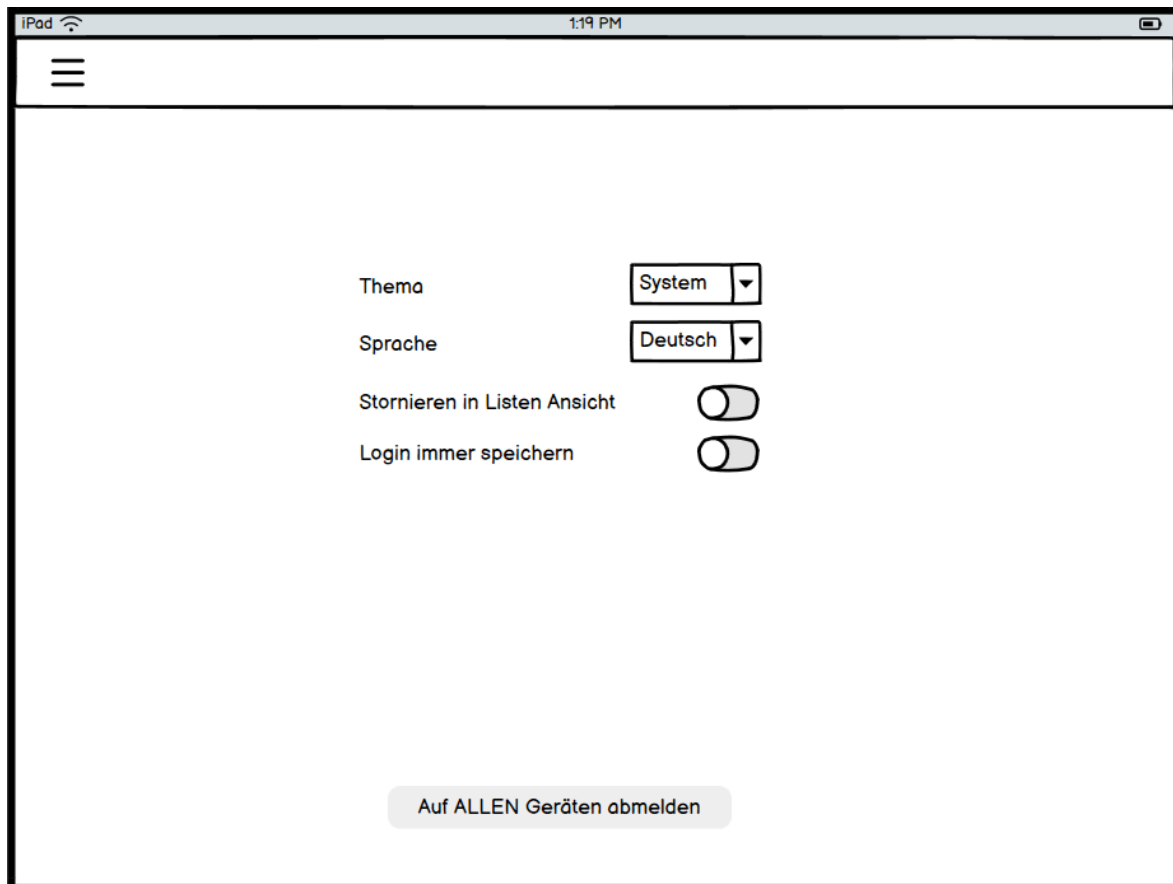 iPad 1:19 PM
Thema System
Sprache Deutsch
Stornieren in Listen Ansicht
Login immer speichern
Auf ALLEN Geräten abmelden